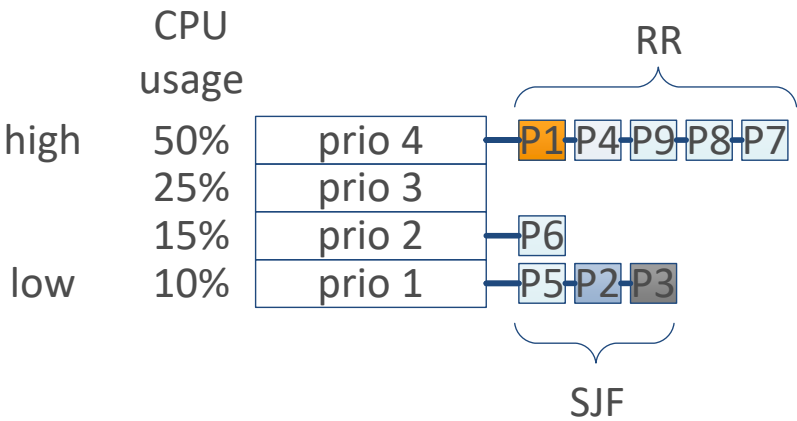 CPU
usage
RR
high 50% prio 4 P1 P4 P9 P8 P7
25% prio 3
15% prio 2 P6
low 10% prio 1 P5 P2 P3
SJF